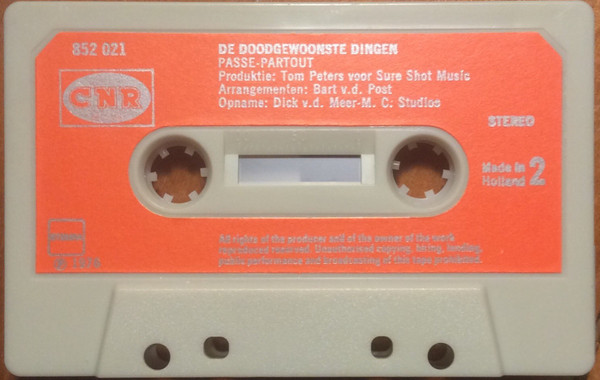 852 021
DE DOODGEWOONSTE DINGEN
PASSE-PARTOUT
Produktie: Tom Peters voor Sure Shot Music
Arrangementen: Bart v.d. Post
Opname: Dick v.d. Meer-M. C. Studios
CNR
STEREO
Made in
Holland
2
All rights of the producer and of the owner of the work
reproduced reserved. Unauthorised copying, hiring, lending,
public performance and broadcasting of this tape prohibited.